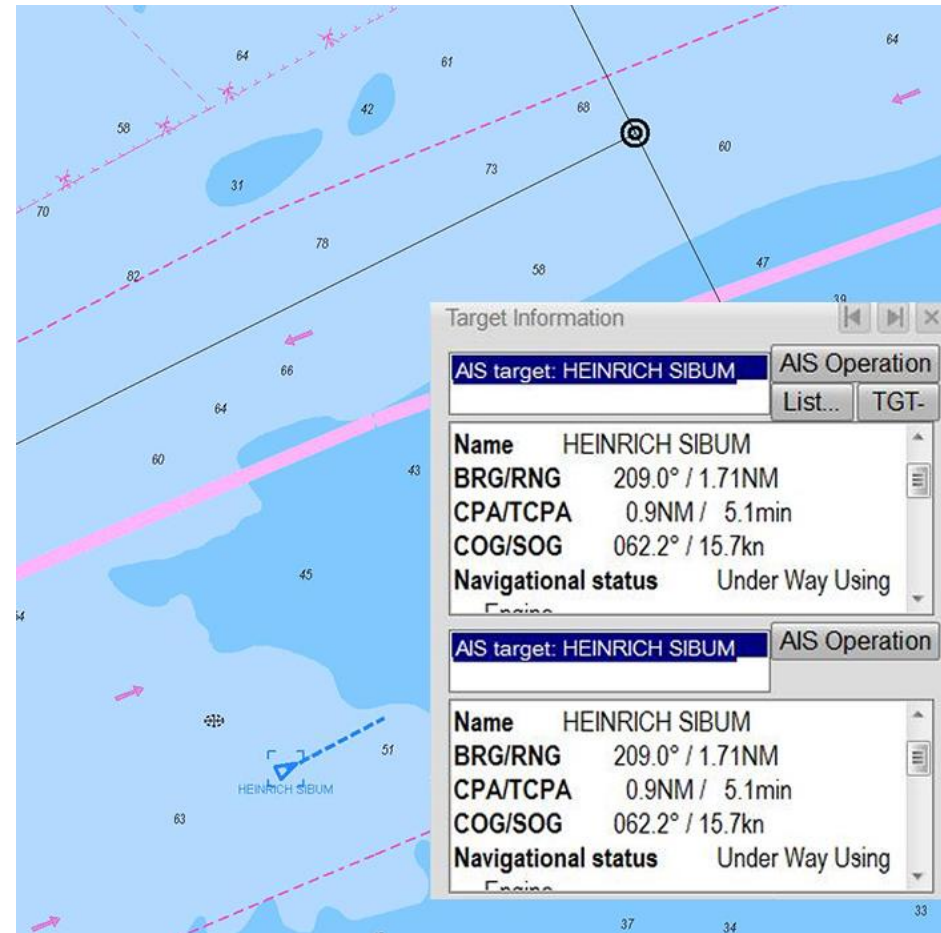 64
64
61
42
68
58
60
73
31
70
78
47
82
58
39
Target Information
AIS target: HEINRICH SIBUM
AIS Operation
List... TGT-
66
64
Name HEINRICH SIBUM
BRG/RNG 209.0° / 1.71NM
CPA/TCPA 0.9NM / 5.1min
COG/SOG 062.2° / 15.7kn
Navigational status Under Way Using
Engine
60
43
45
AIS target: HEINRICH SIBUM
AIS Operation
Name HEINRICH SIBUM
BRG/RNG 209.0° / 1.71NM
CPA/TCPA 0.9NM / 5.1min
COG/SOG 062.2° / 15.7kn
Navigational status Under Way Using
Engine
51
HEINRICH SIBUM
63
37
34
33